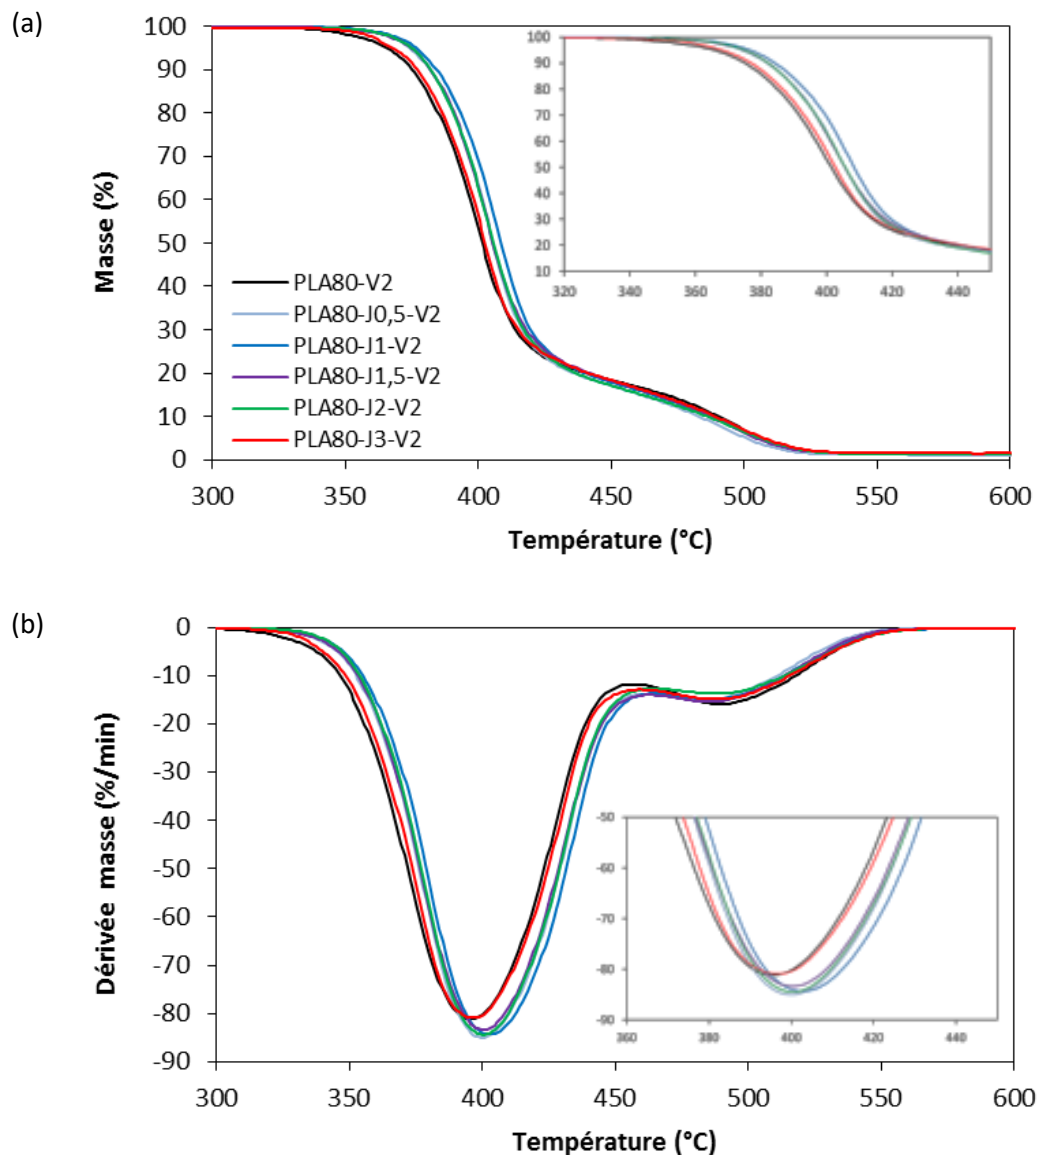 (a)
100
90
80
70
60
50
40
30
20
10
0
Masse (%)
100
90
80
70
60
50
40
30
20
10
320 340 360 380 400 420 440
PLA80-V2
PLA80-J0,5-V2
PLA80-J1-V2
PLA80-J1,5-V2
PLA80-J2-V2
PLA80-J3-V2
300 350 400 450 500 550 600
Température (°C)
(b)
0
-10
-20
-30
-40
-50
-60
-70
-80
-90
Dérivée masse (%/min)
-50
-60
-70
-80
-90
360 380 400 420 440
300 350 400 450 500 550 600
Température (°C)